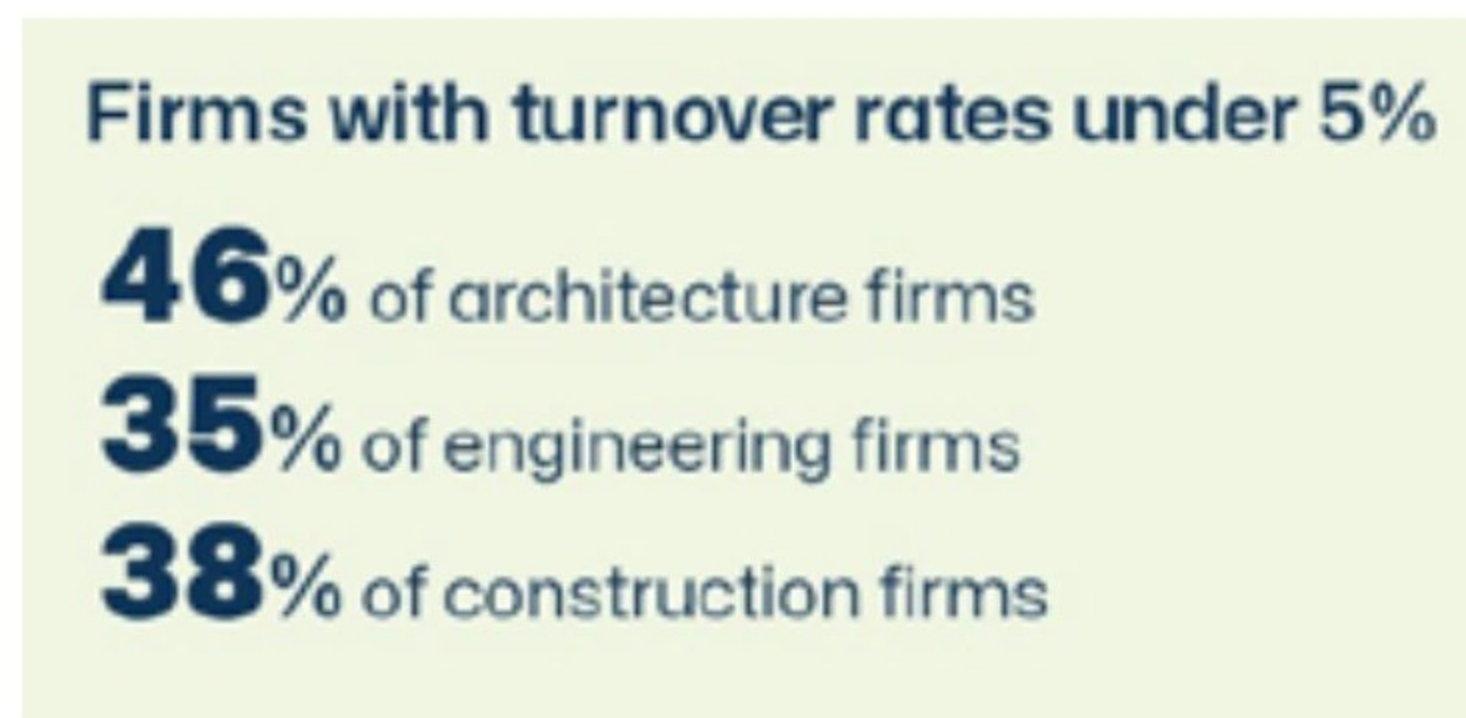 Firms with turnover rates under 5%
46% of architecture firms
35% of engineering firms
38% of construction firms